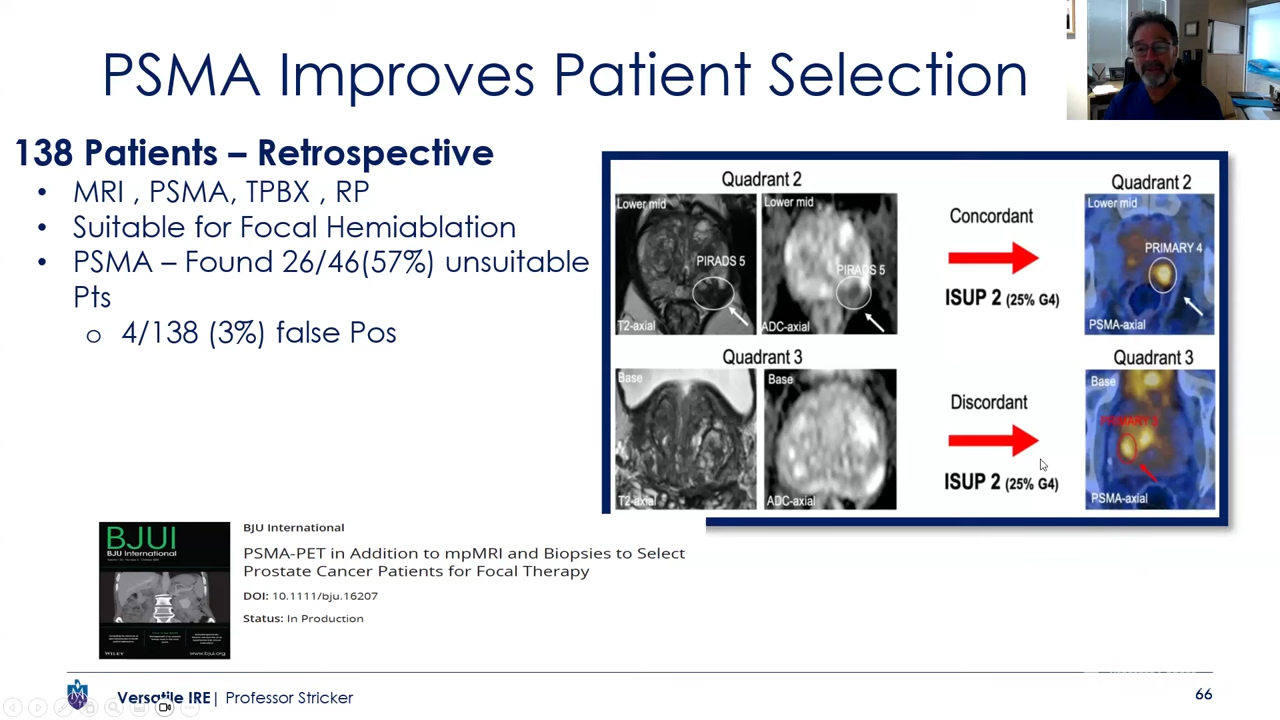 PSMA Improves Patient Selection
138 Patients – Retrospective
• MRI , PSMA, TPBX , RP
• Suitable for Focal Hemiablation
• PSMA – Found 26/46(57%) unsuitable
Pts
o 4/138 (3%) false Pos
Quadrant 2
Quadrant 2
Lower mid
Lower mid
Concordant
Lower mid
PRIMARY 4
PIRADS 5
PIRADS 5
ISUP 2 (25% G4)
T2-axial
ADC-axial
PSMA-axial
Quadrant 3
Quadrant 3
Base
Base
Discordant
Base
ISUP 2 (25% G4)
T2-axial
ADC-axial
PSMA-axial
BJUI
BJU International
WILEY
www.bjui.org
BJU International
PSMA-PET in Addition to mpMRI and Biopsies to Select
Prostate Cancer Patients for Focal Therapy
DOI: 10.1111/bju.16207
Status: In Production
Versatile IRE| Professor Stricker
66